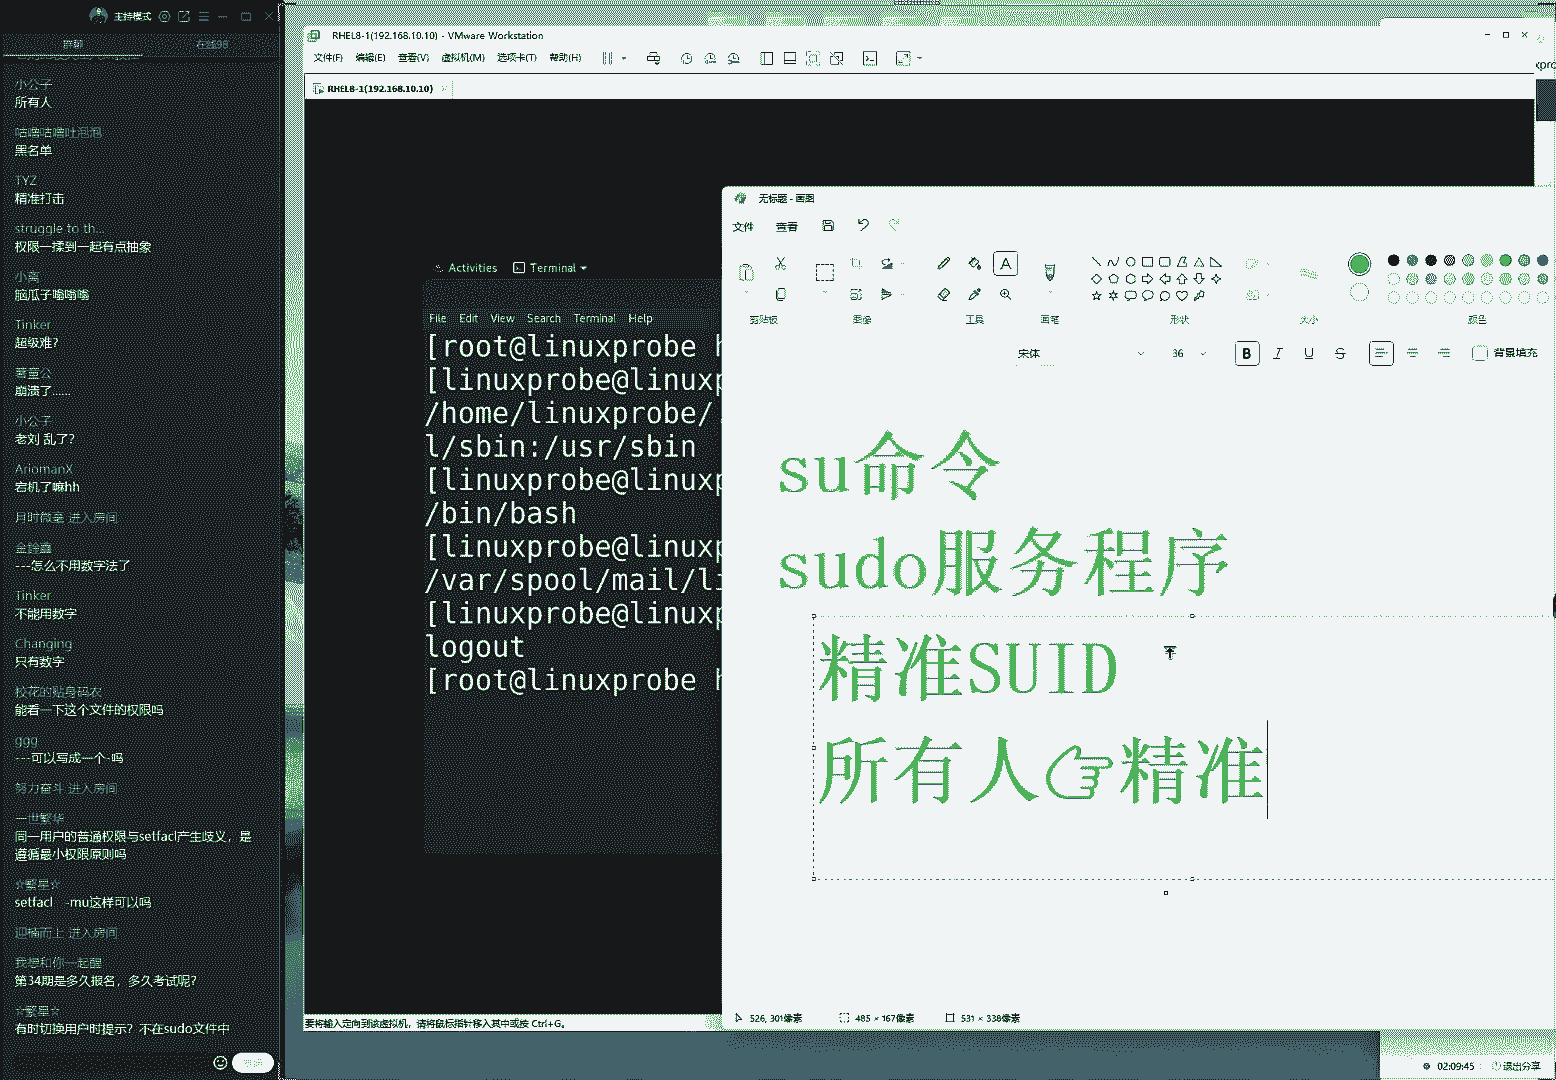 主持模式
群聊
在线98
小公子
所有人
咕噜咕噜吐泡泡
黑名单
TYZ
精准打击
struggle to th...
权限一揉到一起有点抽象
小离
脑瓜子嗡嗡嗡
Tinker
超级难?
著童公
崩溃了......
小公子
老刘 乱了?
AriomanX
宕机了嘛hh
月时微毫 进入房间
---怎么不用数字法了
Tinker
不能用数字
Changing
只有数字
校花的贴身码农
能看一下这个文件的权限吗
ggg
---可以写成一个-吗
努力奋斗 进入房间
一世繁华
同一用户的普通权限与setfacl产生歧义，是
遵循最小权限原则吗
☆繁星☆
setfacl -mu这样可以吗
迎楠而上 进入房间
我想和你一起醒
第34期是多久报名，多久考试呢?
☆繁星☆
有时切换用户时提示? 不在sudo文件中
RHEL8-1(192.168.10.10) - VMware Workstation
文件(F) 编辑(E) 查看(V) 虚拟机(M) 选项卡(T) 帮助(H)
RHEL8-1(192.168.10.10)
Activities Terminal
File Edit View Search Terminal Help
[root@linuxprobe h
[linuxprobe@linuxp
/home/linuxprobe/
l/sbin:/usr/sbin
[linuxprobe@linuxp
/bin/bash
[linuxprobe@linuxp
/var/spool/mail/li
[linuxprobe@linuxp
logout
[root@linuxprobe h
要将输入定向到该虚拟机，请将鼠标指针移入其中或按 Ctrl+G。
无标题 - 画图
文件 查看
剪贴板 图像 工具 画笔 形状 大小 颜色
宋体 36 B I U S 背景填充
su命令
sudo服务程序
精准SUID
所有人👉精准
526, 301像素 485 × 167像素 531 × 338像素
02:09:45 退出分享